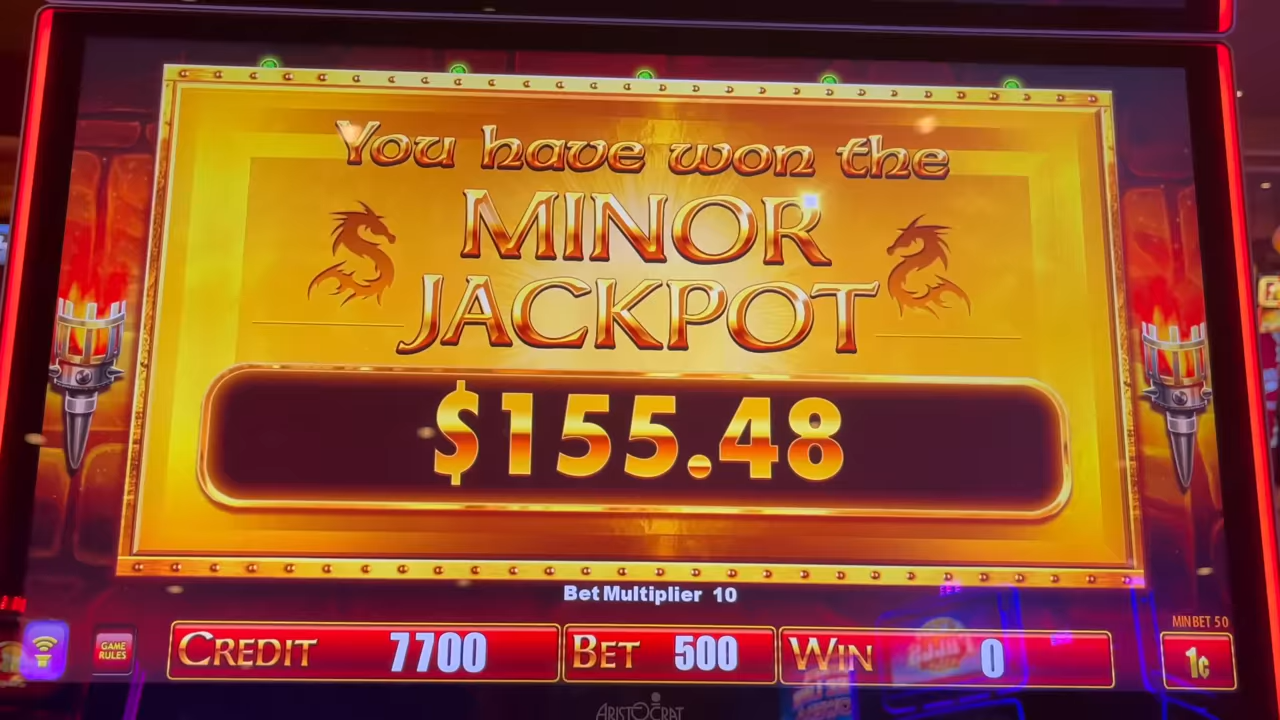 You have won the
MINOR
JACKPOT
$155.48
Bet Multiplier 10
MIN BET 50
GAME
RULES
CREDIT 7700
BET 500
WIN 0
1¢
ARISTOCRAT